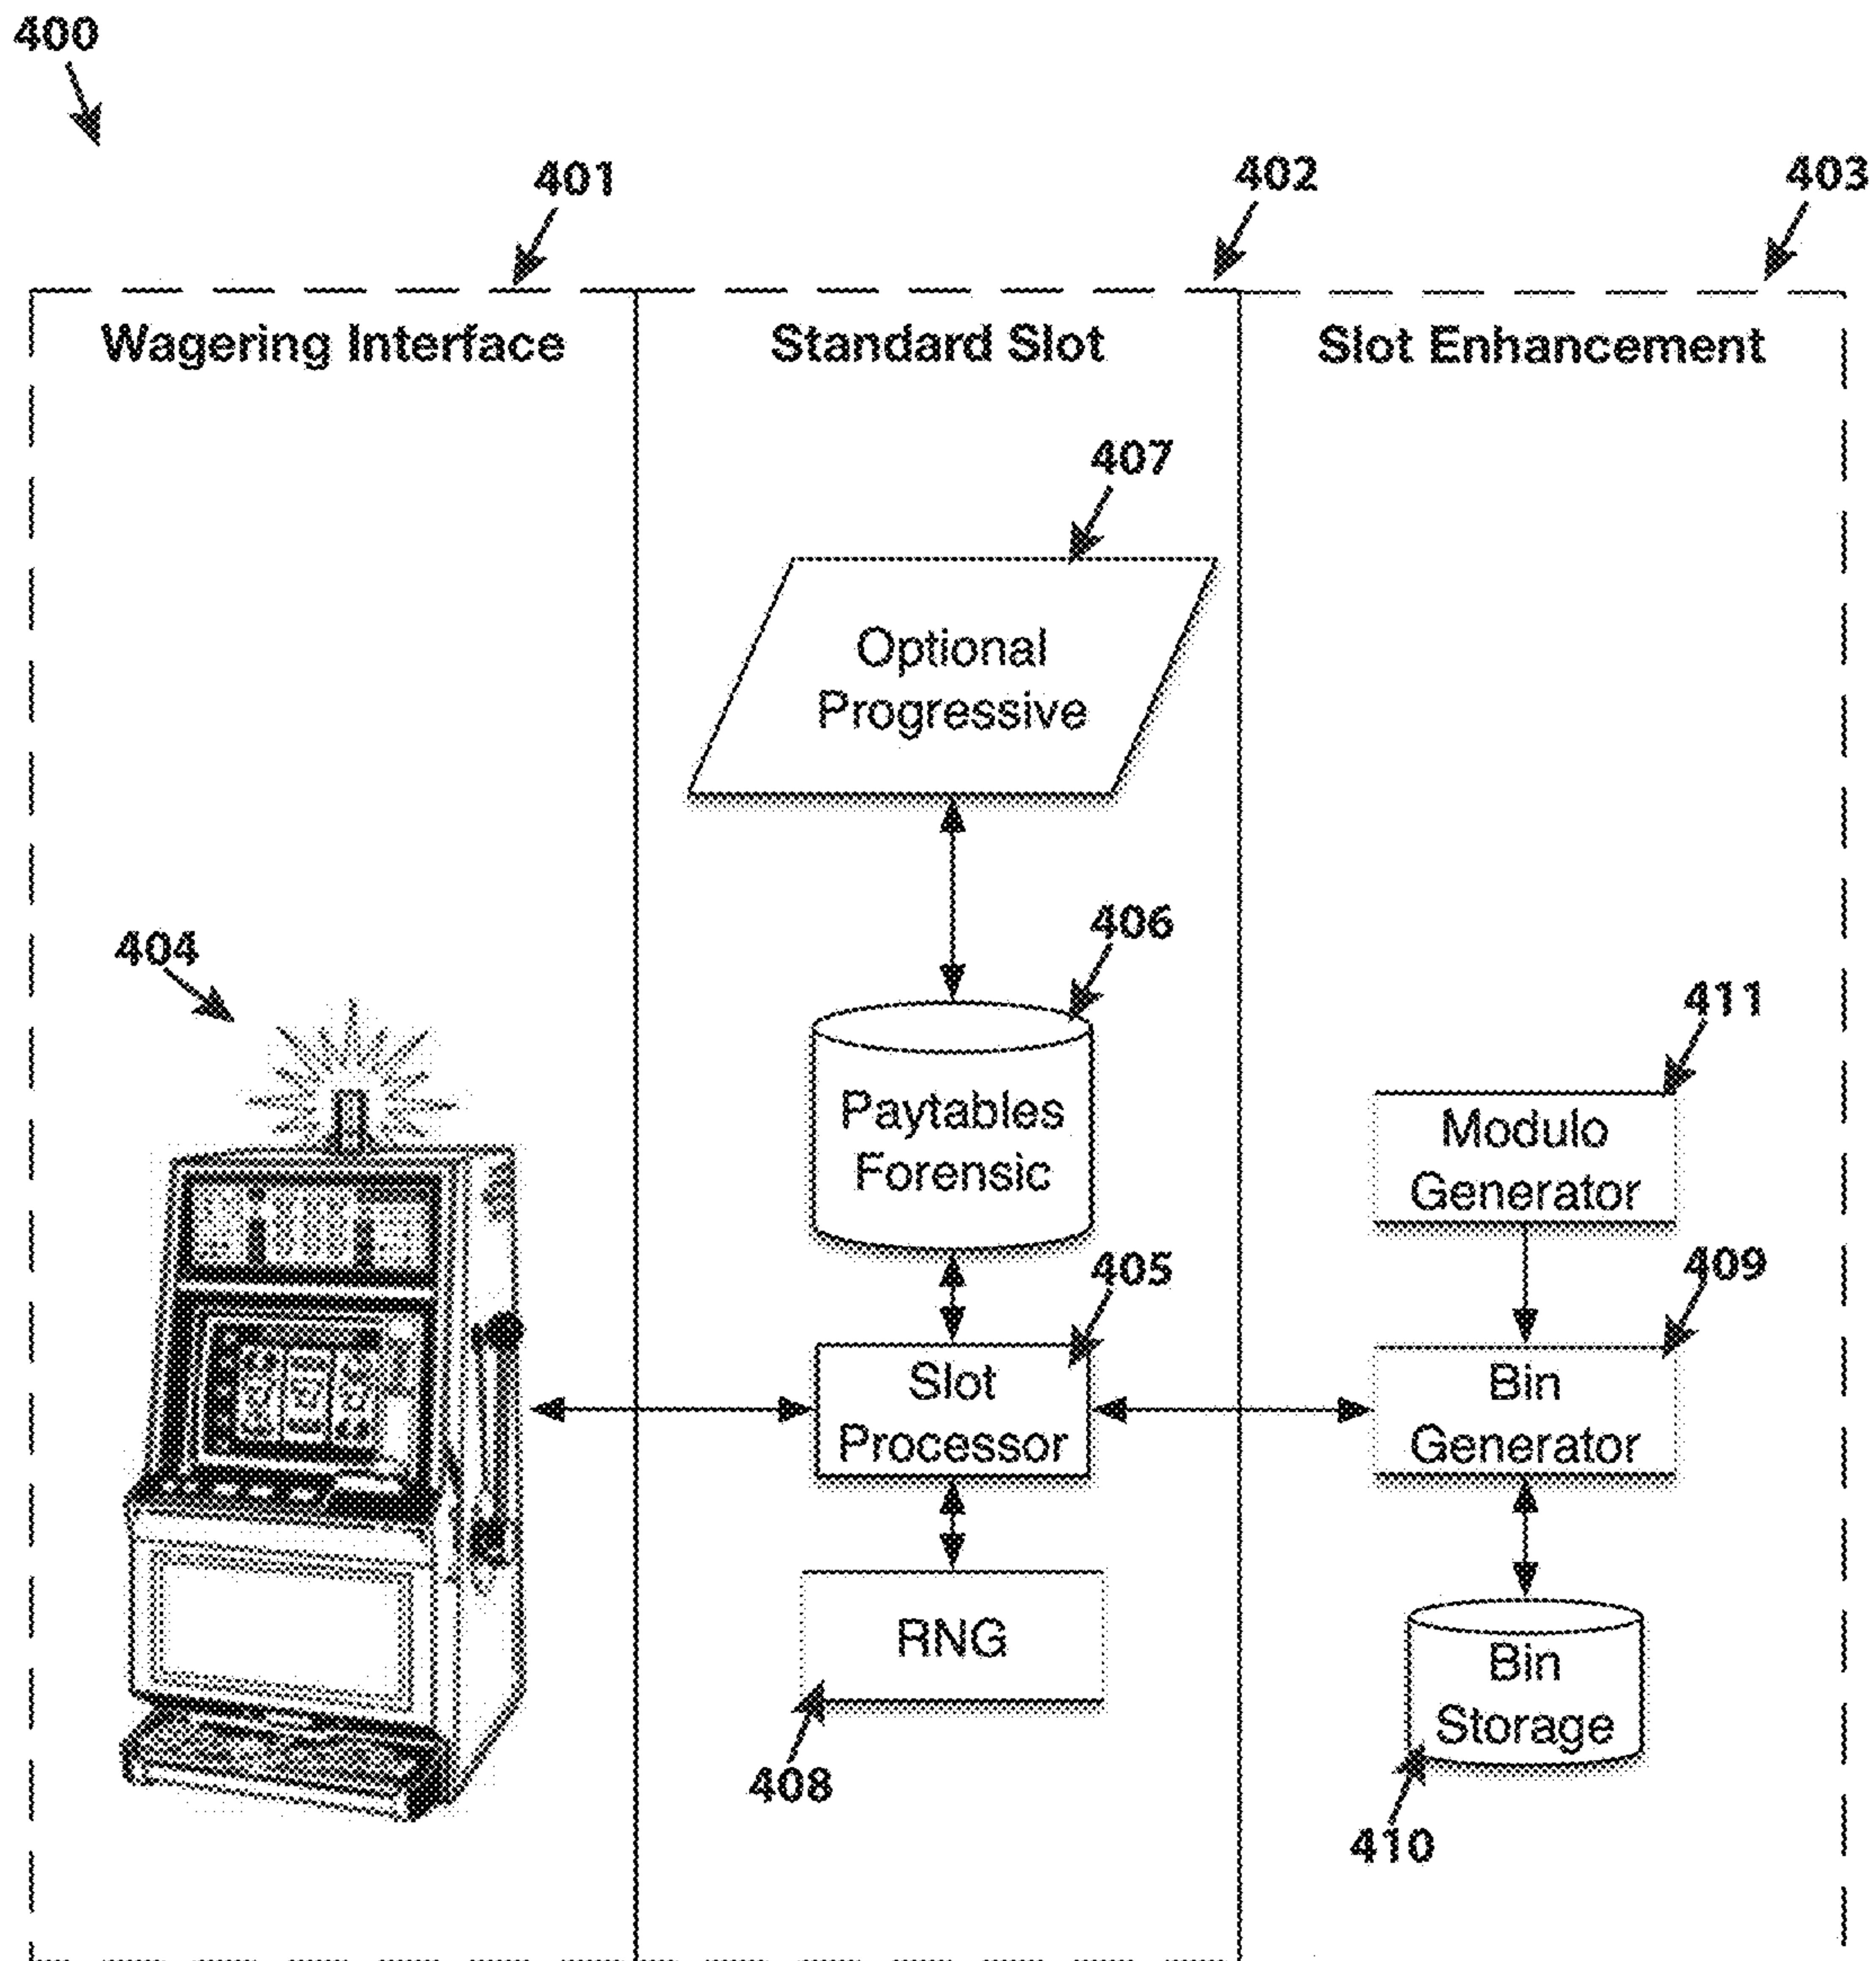 400
401
402
403
Wagering Interface
Standard Slot
Slot Enhancement
407
Optional
Progressive
404
406
Paytables
Forensic
411
Modulo
Generator
405
Slot
Processor
409
Bin
Generator
RNG
408
Bin
Storage
410